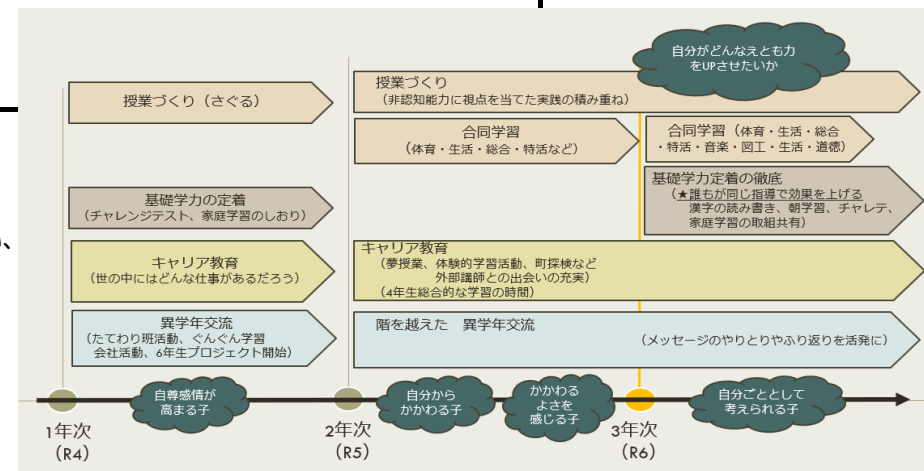 自分がどんなえとも力
をUPさせたいか
授業づくり（さぐる）
授業づくり
（非認知能力に視点を当てた実践の積み重ね）
合同学習
（体育・生活・総合・特活など）
合同学習（体育・生活・総合
・特活・音楽・図工・生活・道徳）
基礎学力の定着
（チャレンジテスト、家庭学習のしおり）
基礎学力定着の徹底
（★誰もが同じ指導で効果を上げる
漢字の読み書き、朝学習、チャレテ、
家庭学習の取組共有）
キャリア教育
（世の中にはどんな仕事があるだろう）
キャリア教育
（夢授業、体験的学習活動、町探検など
外部講師との出会いの充実）
（4年生総合的な学習の時間）
異学年交流
（たてわり班活動、ぐんぐん学習
会社活動、6年生プロジェクト開始）
階を越えた　異学年交流
（メッセージのやりとりやふり返りを活発に）
自尊感情が
高まる子
自分から
かかわる子
かかわる
よさを
感じる子
自分ごととして
考えられる子
1年次
（R4）
2年次
（R5）
3年次
（R6）